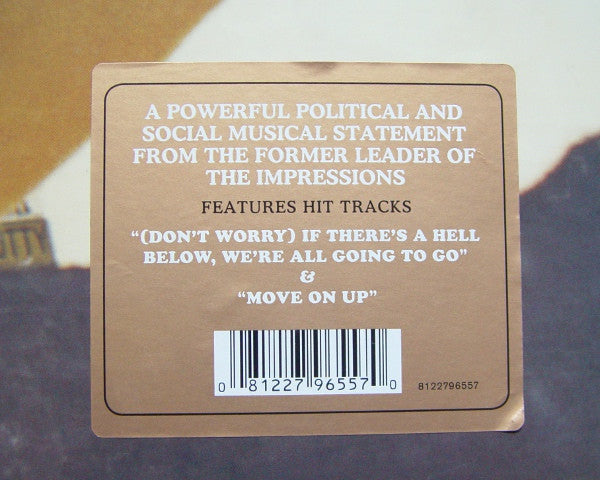 A POWERFUL POLITICAL AND
SOCIAL MUSICAL STATEMENT
FROM THE FORMER LEADER OF
THE IMPRESSIONS
FEATURES HIT TRACKS
“(DON'T WORRY) IF THERE'S A HELL
BELOW, WE'RE ALL GOING TO GO”
&
“MOVE ON UP”
0 81227 96557 0
8122796557